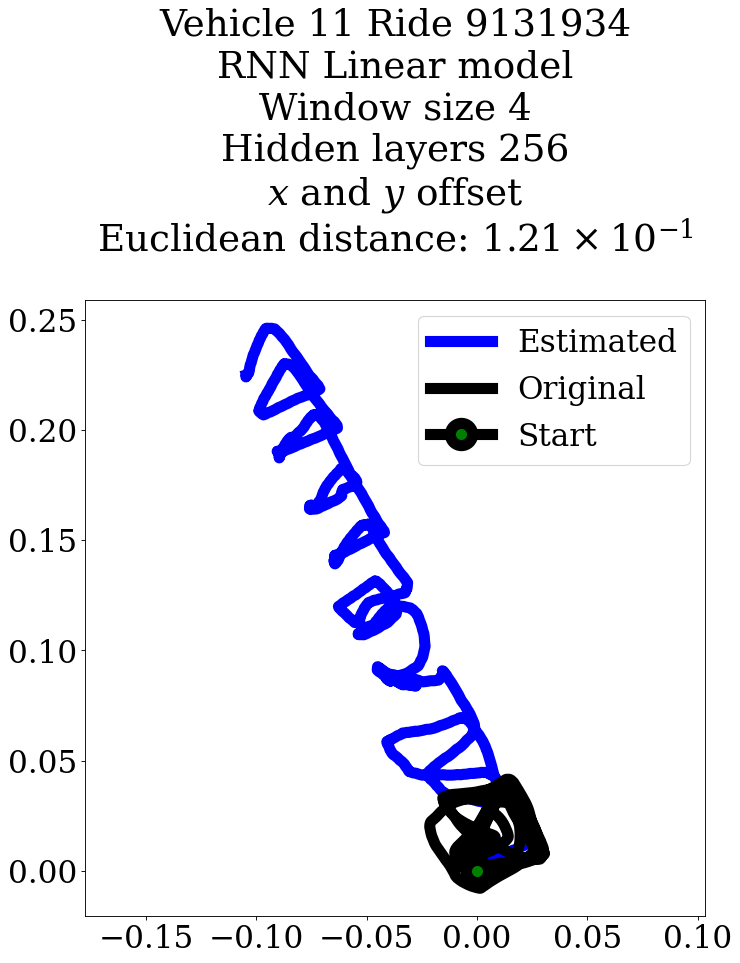 Vehicle 11 Ride 9131934
RNN Linear model
Window size 4
Hidden layers 256
x and y offset
Euclidean distance: 1.21 × 10⁻¹
Estimated
Original
Start
0.25
0.20
0.15
0.10
0.05
0.00
−0.15 −0.10 −0.05 0.00 0.05 0.10